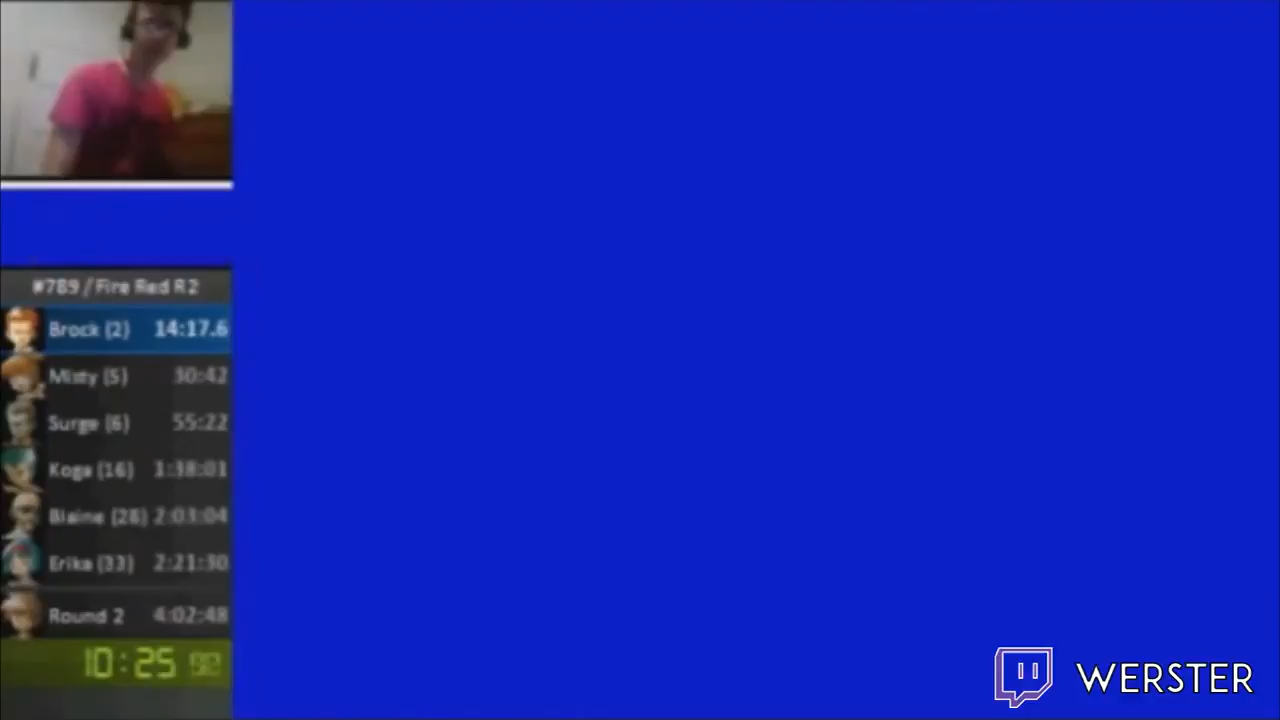 #789 / Fire Red R2
Brock (2) 14:17.6
Misty (5) 30:42
Surge (6) 55:22
Koga (16) 1:38:01
Blaine (28) 2:03:04
Erika (33) 2:21:30
Round 2 4:02:48
10:25 92
WERSTER